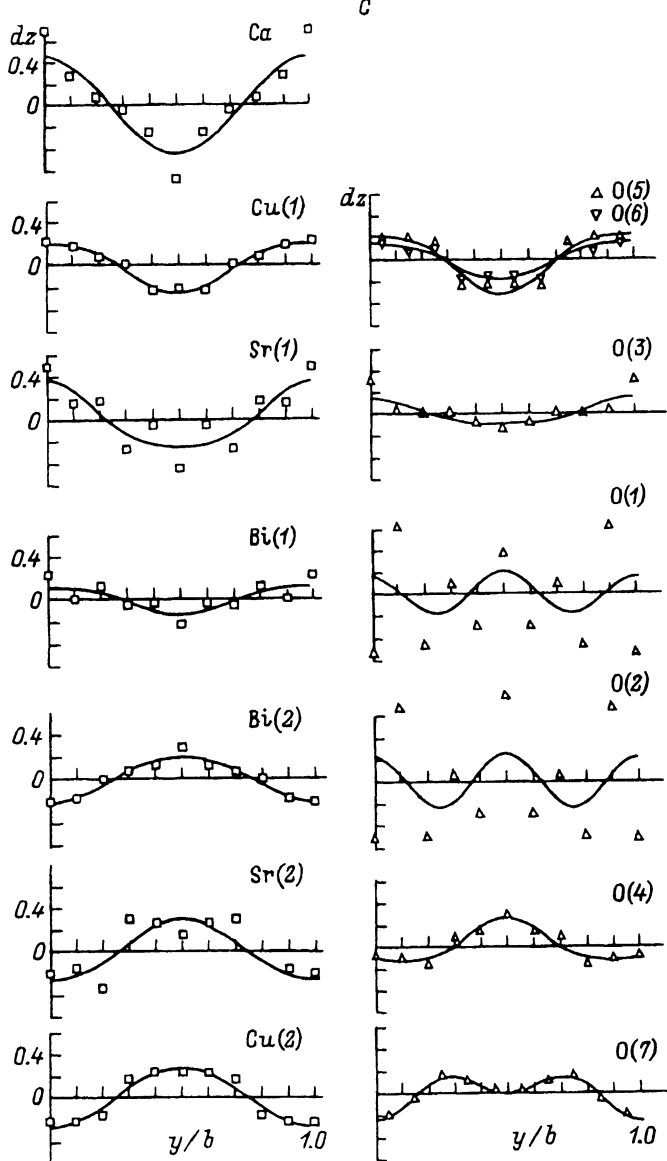 c
dz
Ca
0.4
0
Cu(1)
0.4
0
dz
△ O(5)
▽ O(6)
Sr(1)
0.4
0
O(3)
Bi(1)
0.4
0
O(1)
Bi(2)
0.4
0
O(2)
Sr(2)
0.4
0
O(4)
Cu(2)
0.4
0
O(7)
y/b 1.0
y/b 1.0